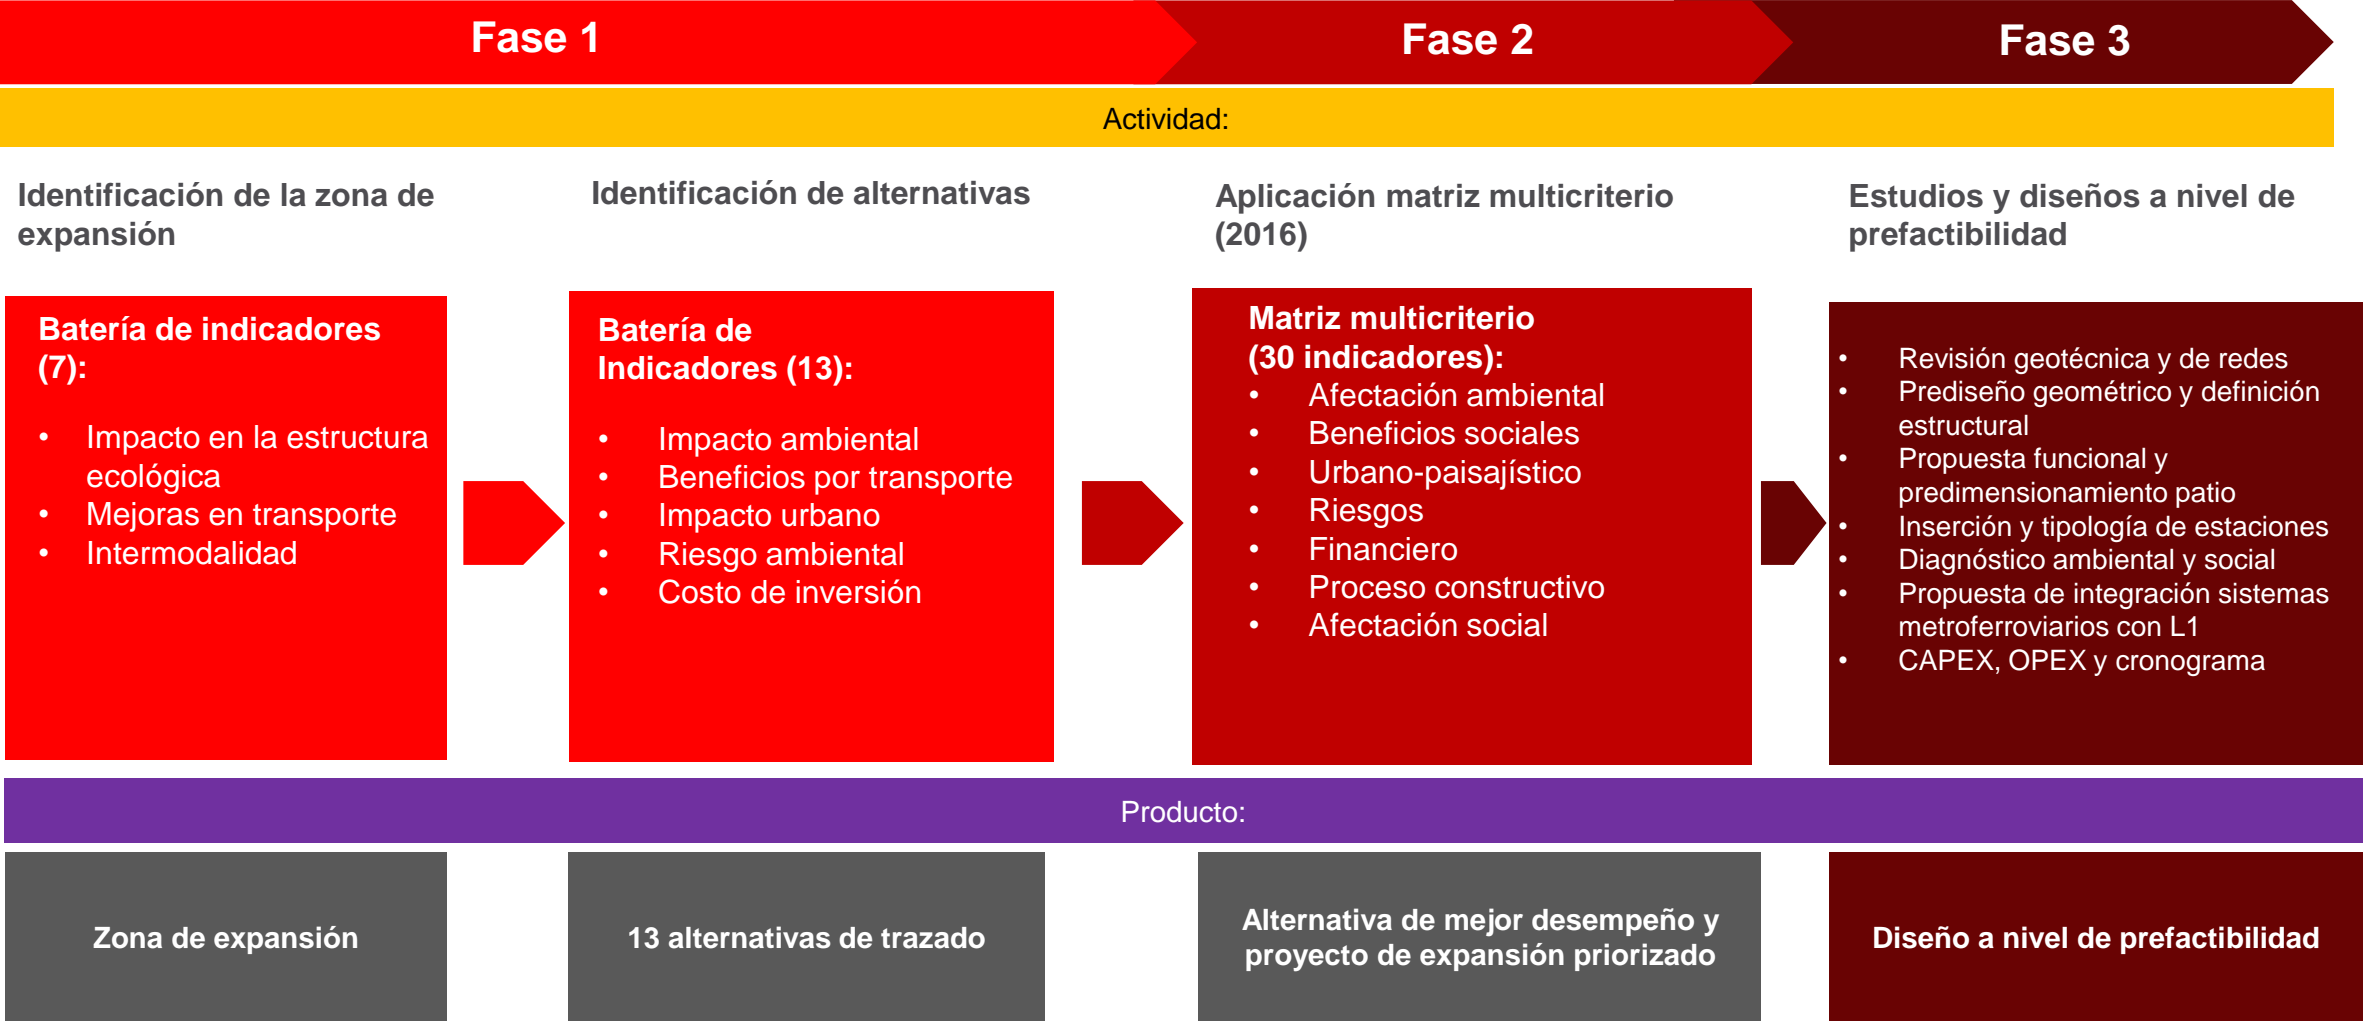 Fase 1
Fase 2
Fase 3
Actividad:
Identificación de la zona de
expansión
Identificación de alternativas
Aplicación matriz multicriterio
(2016)
Estudios y diseños a nivel de
prefactibilidad
Batería de indicadores
(7):
• Impacto en la estructura
ecológica
• Mejoras en transporte
• Intermodalidad
Batería de
Indicadores (13):
• Impacto ambiental
• Beneficios por transporte
• Impacto urbano
• Riesgo ambiental
• Costo de inversión
Matriz multicriterio
(30 indicadores):
• Afectación ambiental
• Beneficios sociales
• Urbano-paisajístico
• Riesgos
• Financiero
• Proceso constructivo
• Afectación social
• Revisión geotécnica y de redes
• Prediseño geométrico y definición
estructural
• Propuesta funcional y
predimensionamiento patio
• Inserción y tipología de estaciones
• Diagnóstico ambiental y social
• Propuesta de integración sistemas
metroferroviarios con L1
• CAPEX, OPEX y cronograma
Producto:
Zona de expansión
13 alternativas de trazado
Alternativa de mejor desempeño y
proyecto de expansión priorizado
Diseño a nivel de prefactibilidad